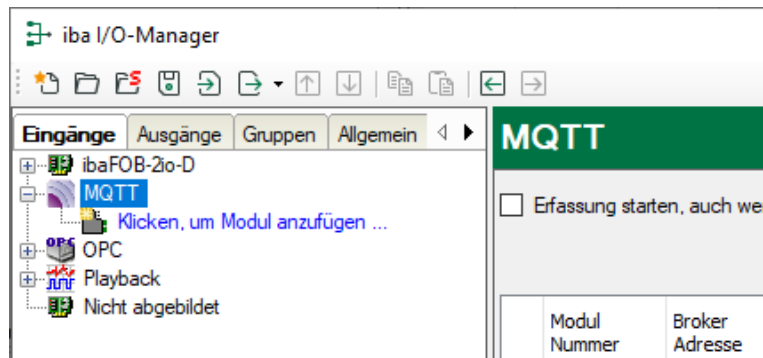 iba I/O-Manager
Eingänge Ausgänge Gruppen Allgemein
ibaFOB-2io-D
MQTT
Klicken, um Modul anzufügen ...
OPC
Playback
Nicht abgebildet
MQTT
Erfassung starten, auch
Modul Nummer
Broker Adresse